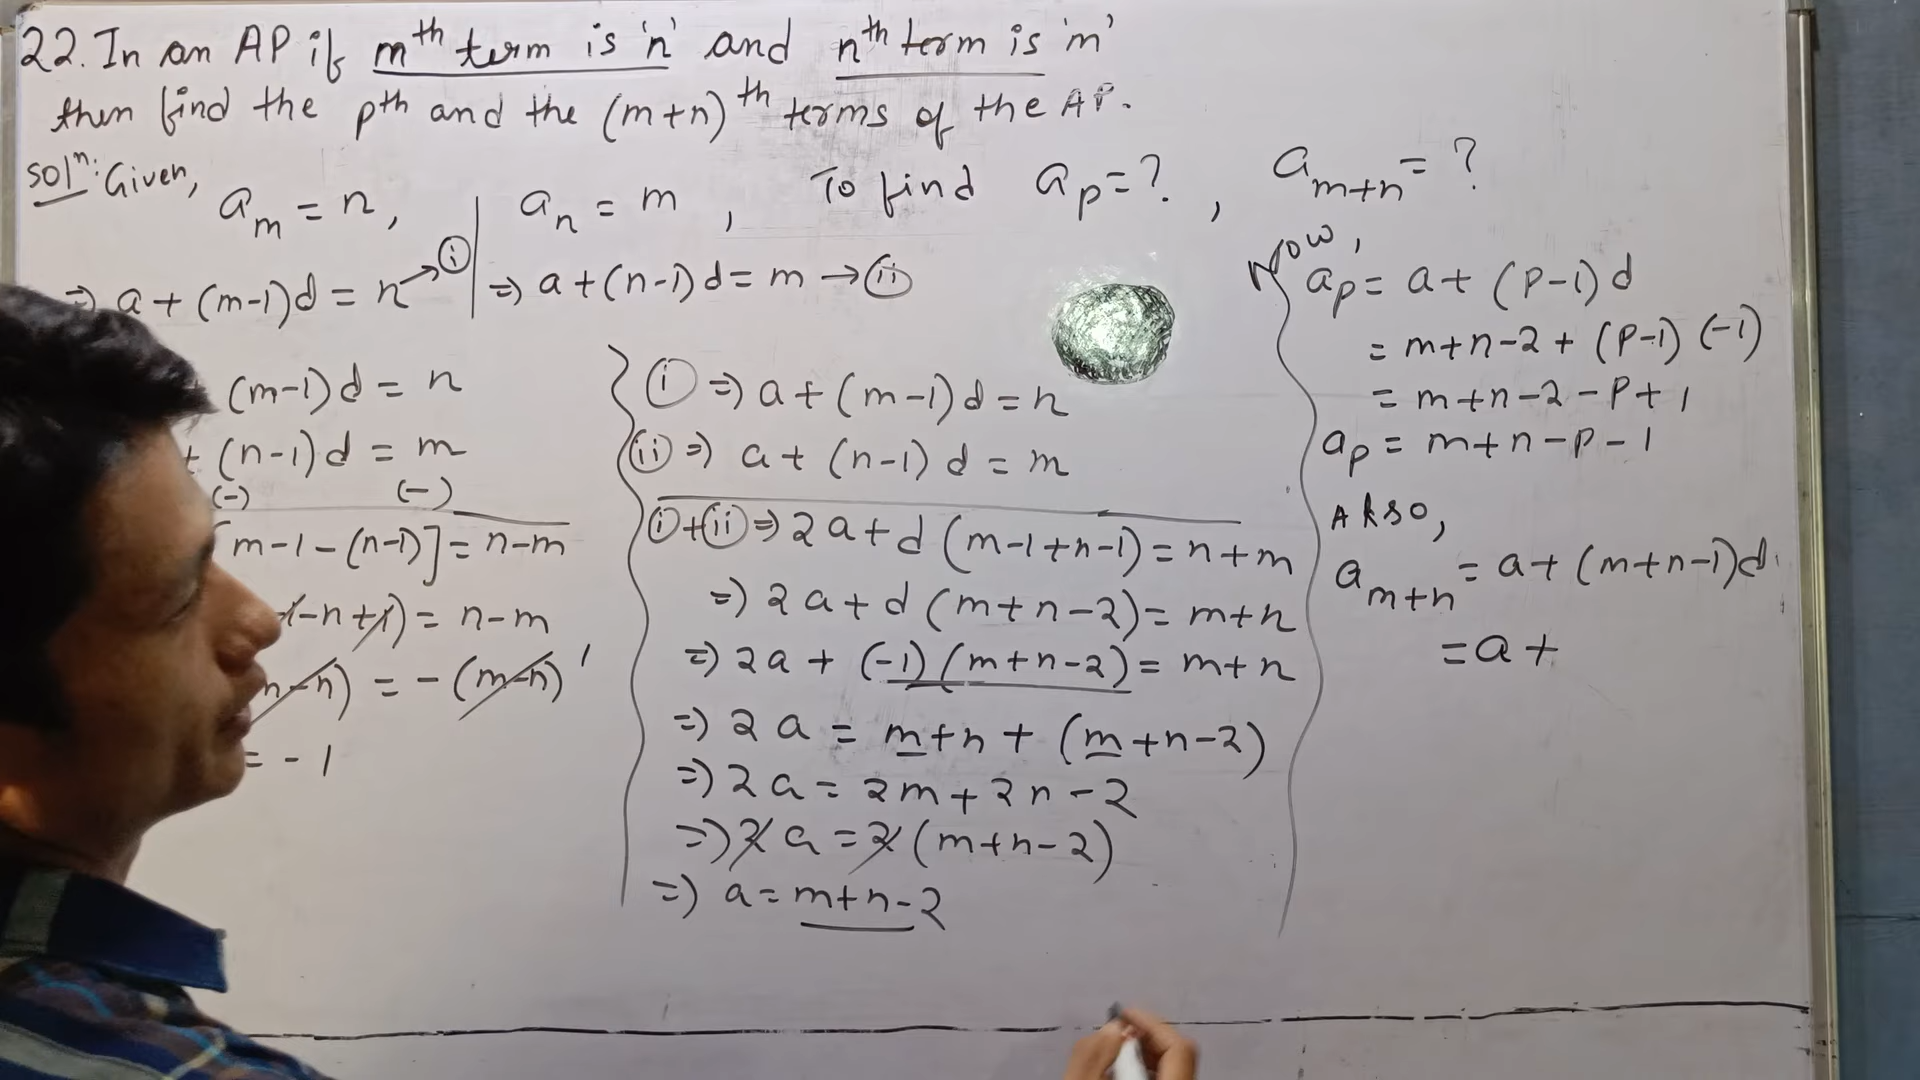 22. In an AP if mth term is 'n' and nth term is 'm'
then find the pth and the (m+n)th terms of the AP.
Soln: Given,
am = n, an = m, To find ap=?, am+n=?
⇒ a+(m-1)d = n → (i)
⇒ a+(n-1)d = m → (ii)
(m-1)d = n
+ (n-1)d = m
(-) (-)
[m-1-(n-1)] = n-m
-n+1) = n-m
) = -(m-n)
= -1
(i) ⇒ a+(m-1)d = n
(ii) ⇒ a+(n-1)d = m
(i)+(ii) ⇒ 2a+d(m-1+n-1) = n+m
⇒ 2a+d(m+n-2) = m+n
⇒ 2a+(-1)(m+n-2) = m+n
⇒ 2a = m+n+(m+n-2)
⇒ 2a = 2m+2n-2
⇒ 2a = 2(m+n-2)
⇒ a = m+n-2
Now,
ap = a+(p-1)d
= m+n-2+(p-1)(-1)
= m+n-2-p+1
ap = m+n-p-1
Also,
am+n = a+(m+n-1)d
= a+